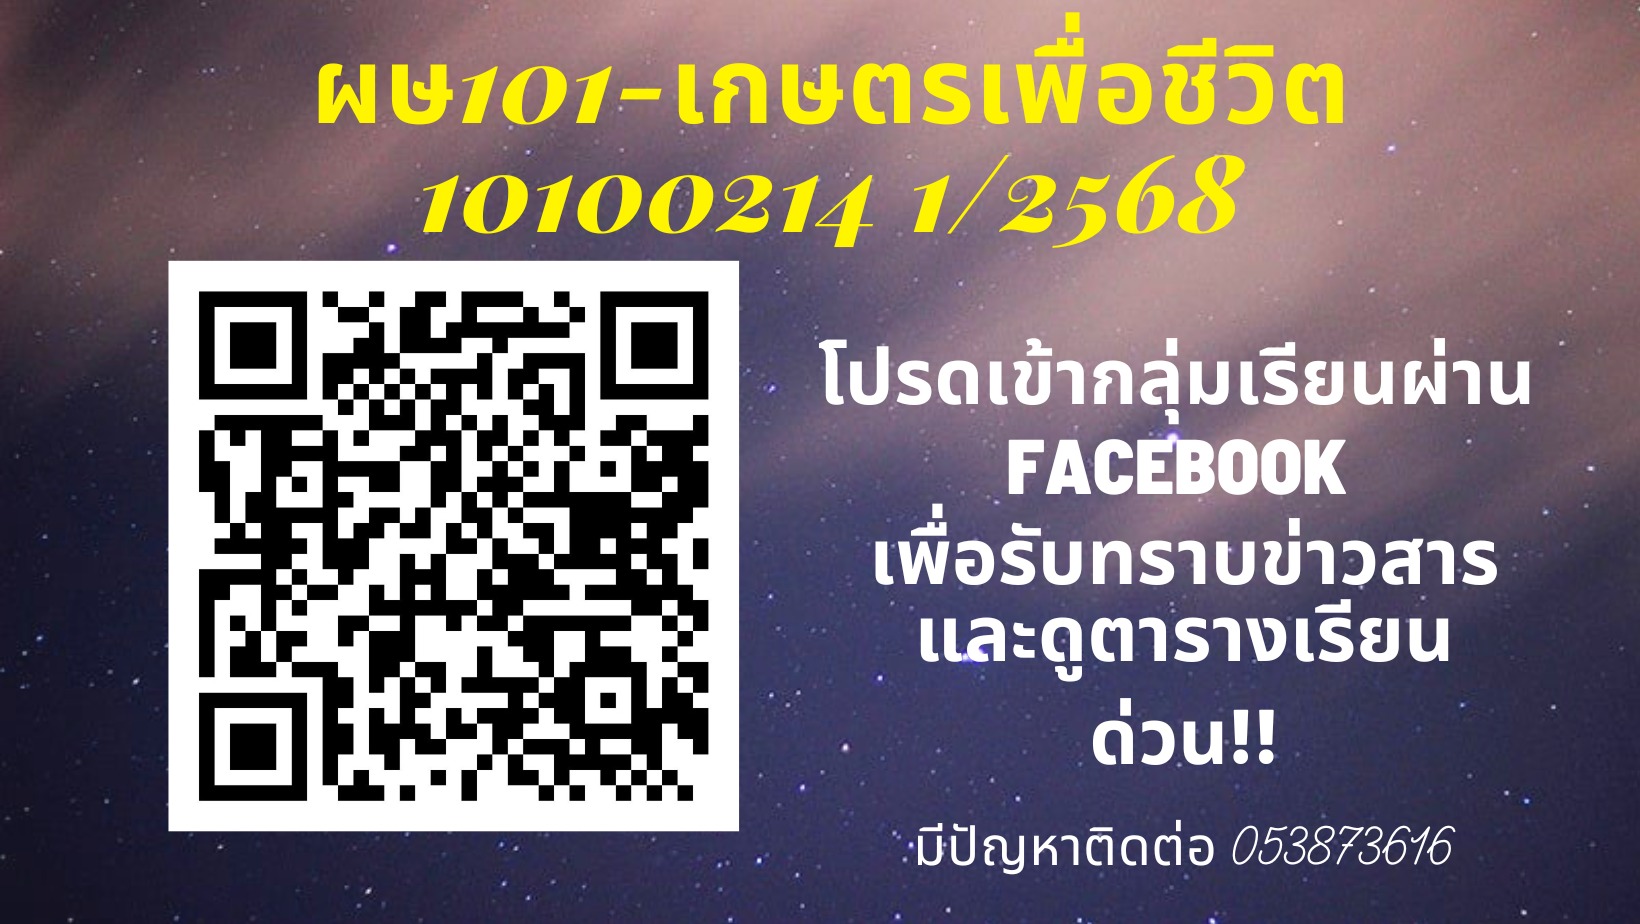 ผษ101-เกษตรเพื่อชีวิต
10100214 1/2568
โปรดเข้ากลุ่มเรียนผ่าน
FACEBOOK
เพื่อรับทราบข่าวสาร
และดูตารางเรียน
ด่วน!!
มีปัญหาติดต่อ 053873616